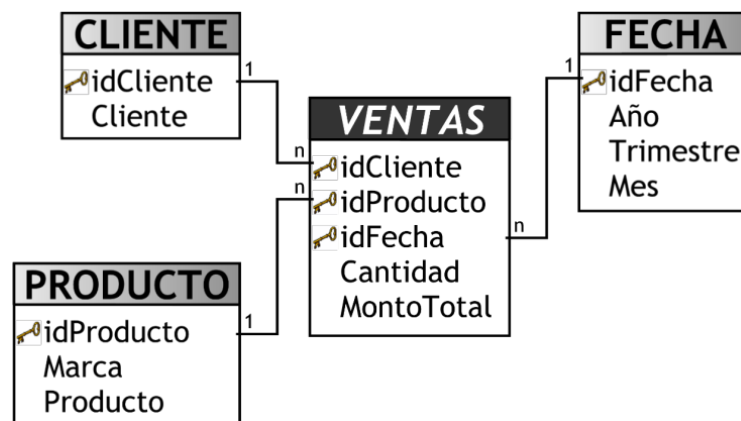 CLIENTE
idCliente
Cliente
1
n
VENTAS
idCliente
idProducto
idFecha
Cantidad
MontoTotal
n
n
1
FECHA
idFecha
Año
Trimestre
Mes
PRODUCTO
idProducto
Marca
Producto
1